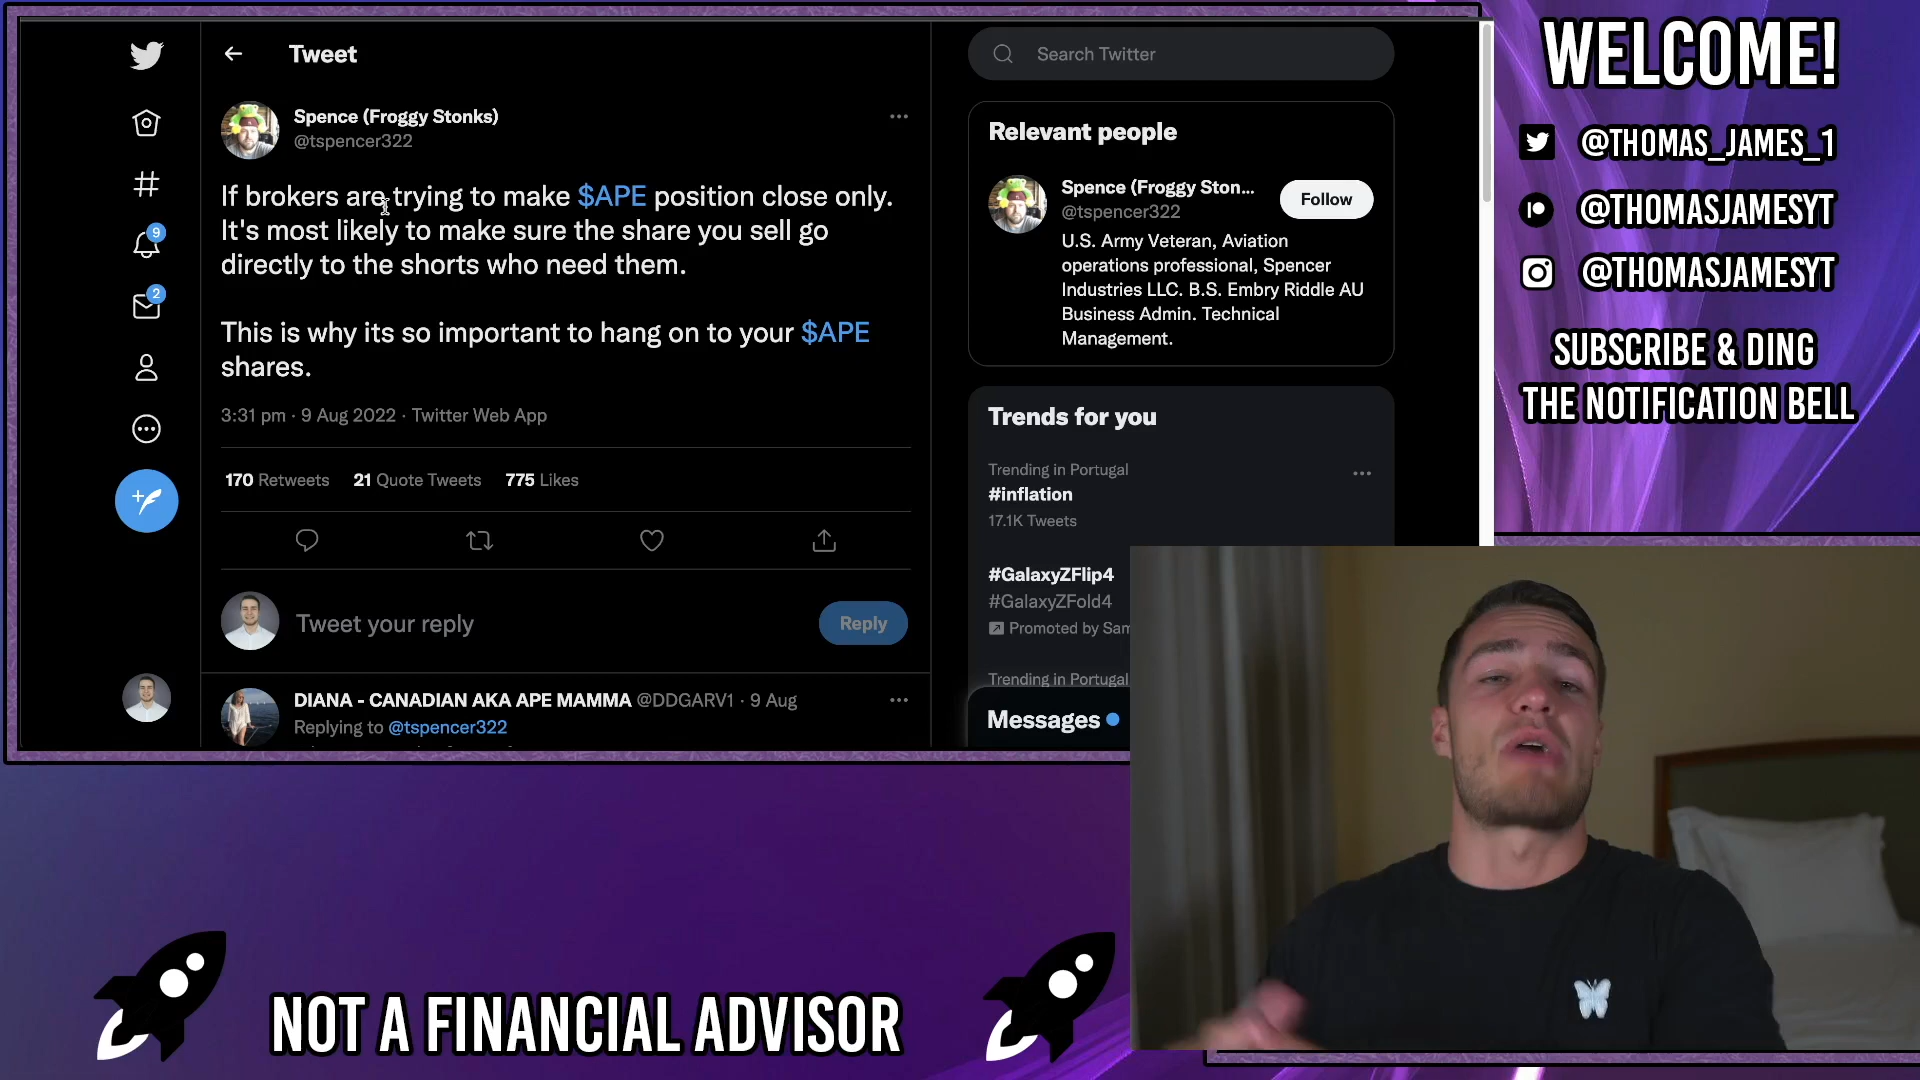 Tweet
Spence (Froggy Stonks)
@tspencer322
If brokers are trying to make $APE position close only.
It's most likely to make sure the share you sell go
directly to the shorts who need them.
This is why its so important to hang on to your $APE
shares.
3:31 pm · 9 Aug 2022 · Twitter Web App
170 Retweets 21 Quote Tweets 775 Likes
Tweet your reply
Reply
DIANA - CANADIAN AKA APE MAMMA @DDGARV1 · 9 Aug
Replying to @tspencer322
9
2
Search Twitter
Relevant people
Spence (Froggy Ston...
@tspencer322
Follow
U.S. Army Veteran, Aviation
operations professional, Spencer
Industries LLC. B.S. Embry Riddle AU
Business Admin. Technical
Management.
Trends for you
Trending in Portugal
#inflation
17.1K Tweets
#GalaxyZFlip4
#GalaxyZFold4
Promoted by Sam
Trending in Portugal
Messages
WELCOME!
@THOMAS_JAMES_1
@THOMASJAMESYT
@THOMASJAMESYT
SUBSCRIBE & DING
THE NOTIFICATION BELL
NOT A FINANCIAL ADVISOR